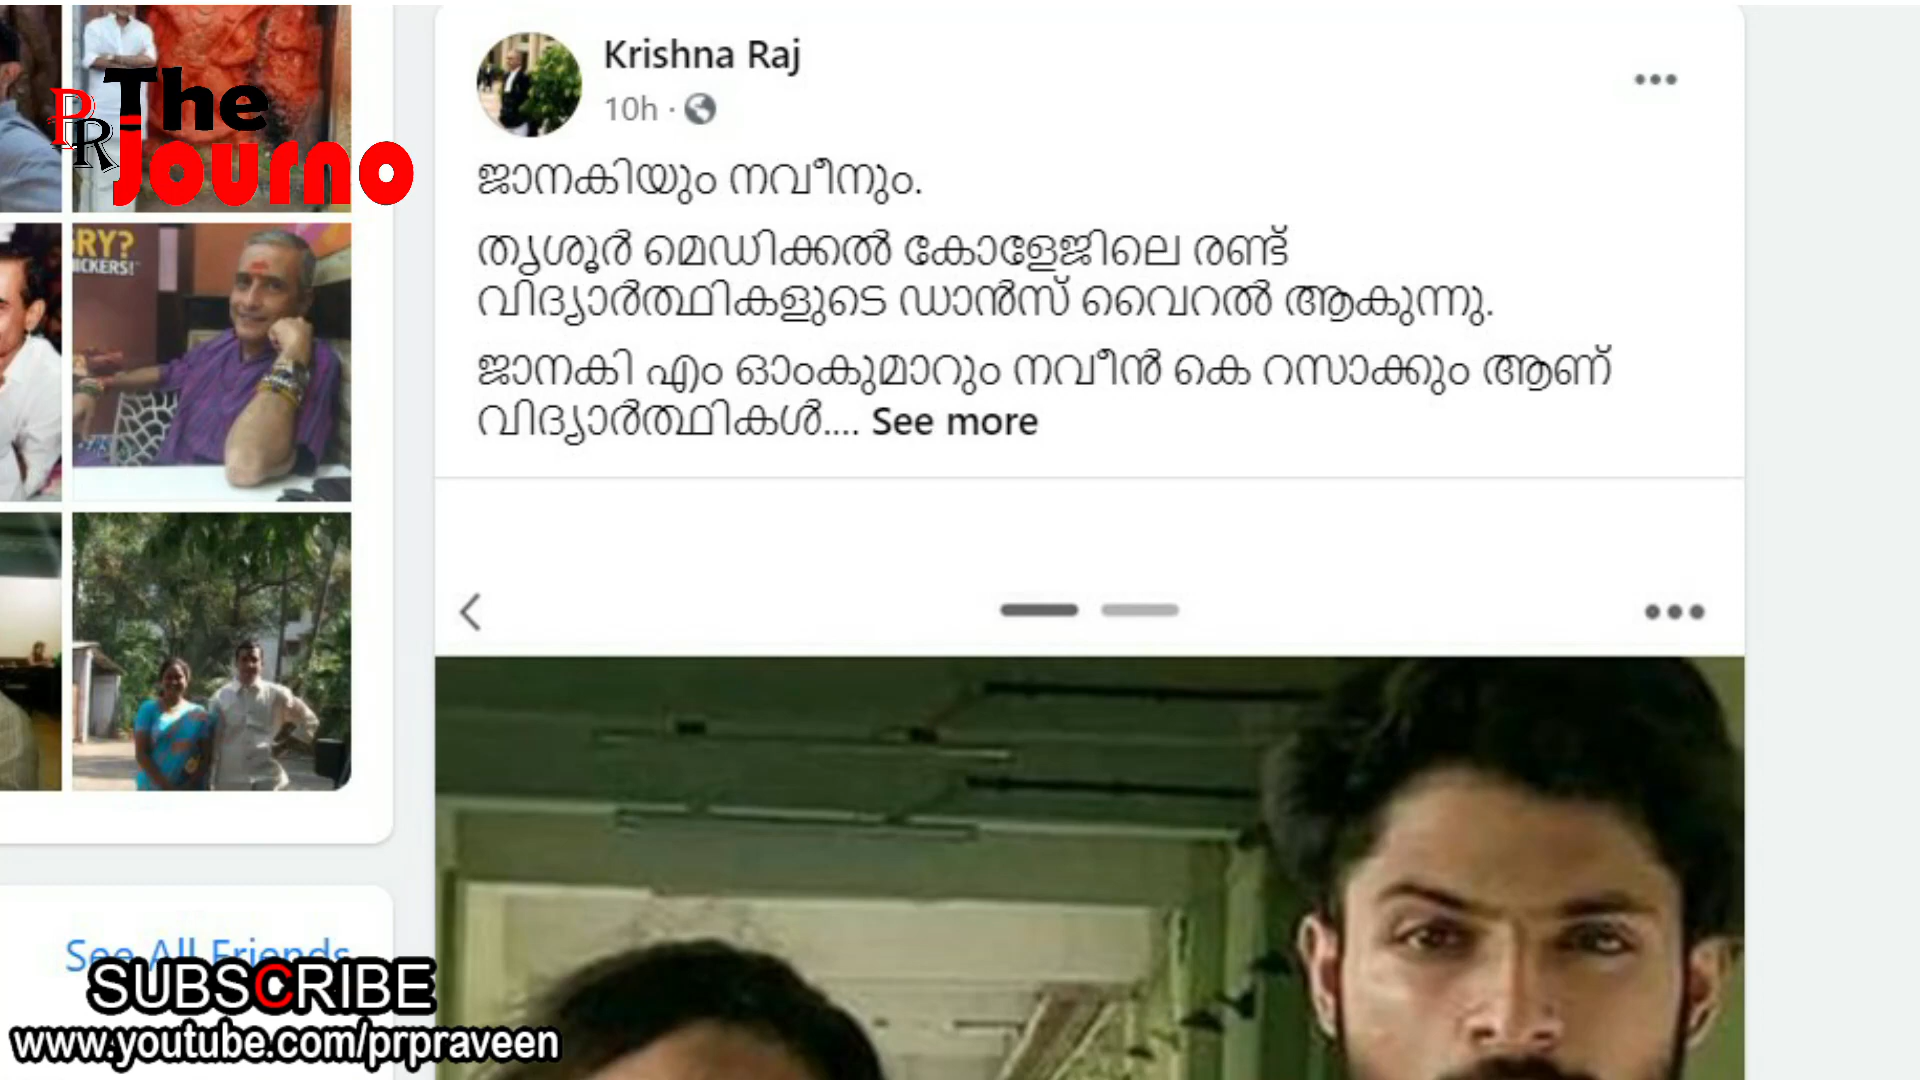 PR The
Journo
RY?
ICKERS!
Krishna Raj
10h ·
ജാനകിയും നവീനും.
തൃശൂർ മെഡിക്കൽ കോളേജിലെ രണ്ട്
വിദ്യാർത്ഥികളുടെ ഡാൻസ് വൈറൽ ആകുന്നു.
ജാനകി എം ഓംകുമാറും നവീൻ കെ റസാക്കും ആണ്
വിദ്യാർത്ഥികൾ.... See more
See All Friends
SUBSCRIBE
www.youtube.com/prpraveen